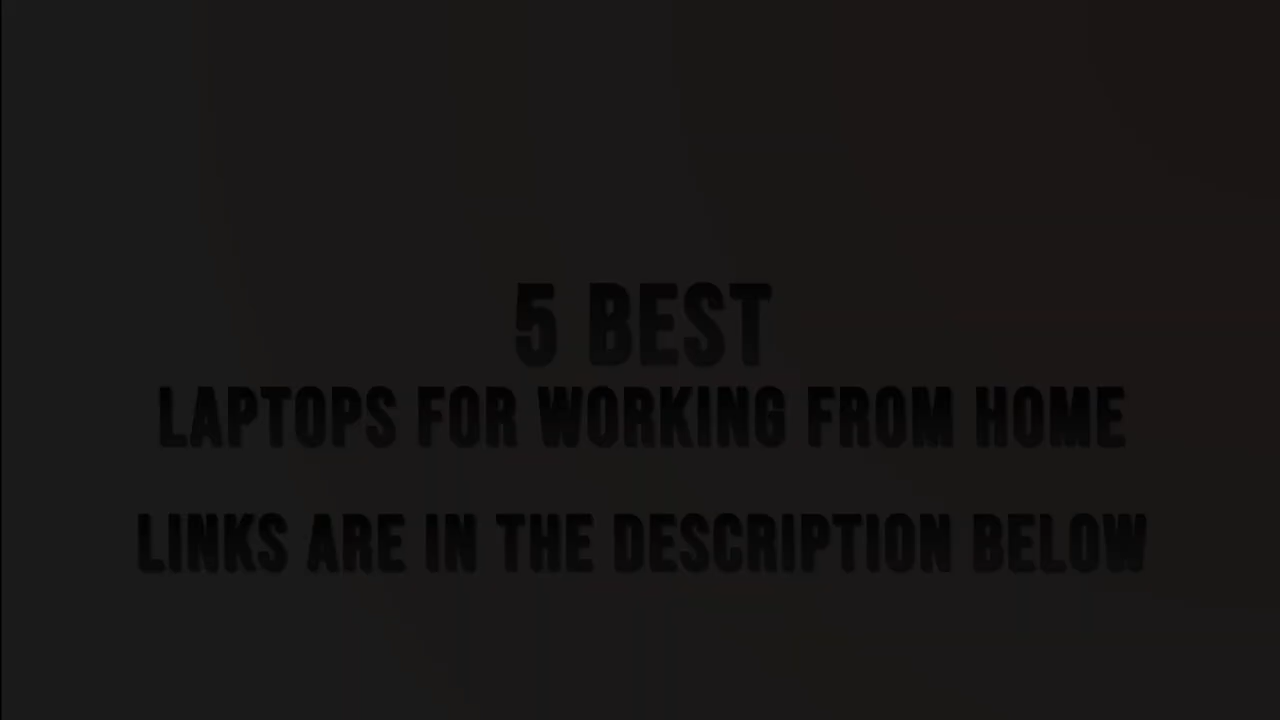 5 BEST
LAPTOPS FOR WORKING FROM HOME
LINKS ARE IN THE DESCRIPTION BELOW